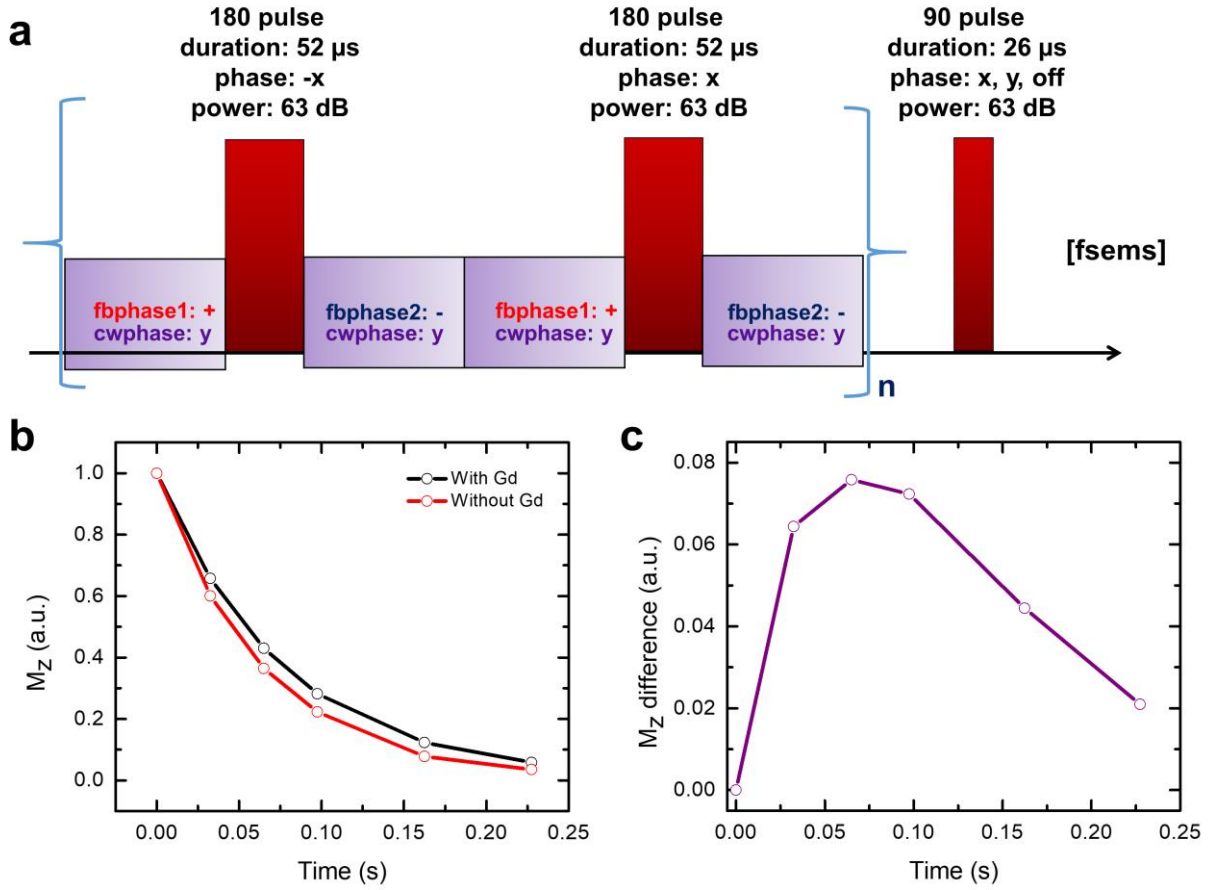 a
180 pulse
duration: 52 µs
phase: -x
power: 63 dB
180 pulse
duration: 52 µs
phase: x
power: 63 dB
90 pulse
duration: 26 µs
phase: x, y, off
power: 63 dB
fbphase1: +
cwphase: y
fbphase2: -
cwphase: y
fbphase1: +
cwphase: y
fbphase2: -
cwphase: y
n
[fsems]
b
With Gd
Without Gd
1.0
0.8
0.6
0.4
0.2
0.0
Mz (a.u.)
0.00 0.05 0.10 0.15 0.20 0.25
Time (s)
c
0.08
0.06
0.04
0.02
0.00
Mz difference (a.u.)
0.00 0.05 0.10 0.15 0.20 0.25
Time (s)